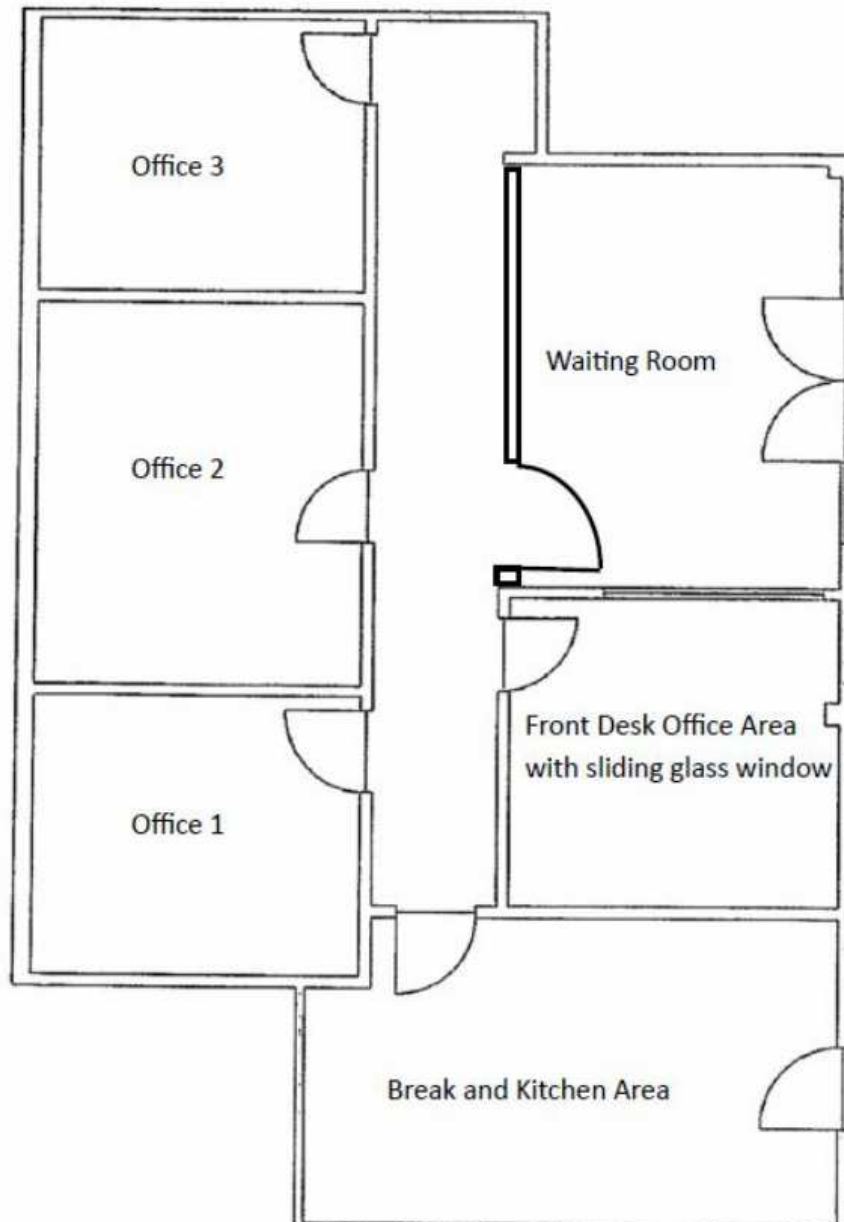 Office 3
Waiting Room
Office 2
Front Desk Office Area
with sliding glass window
Office 1
Break and Kitchen Area